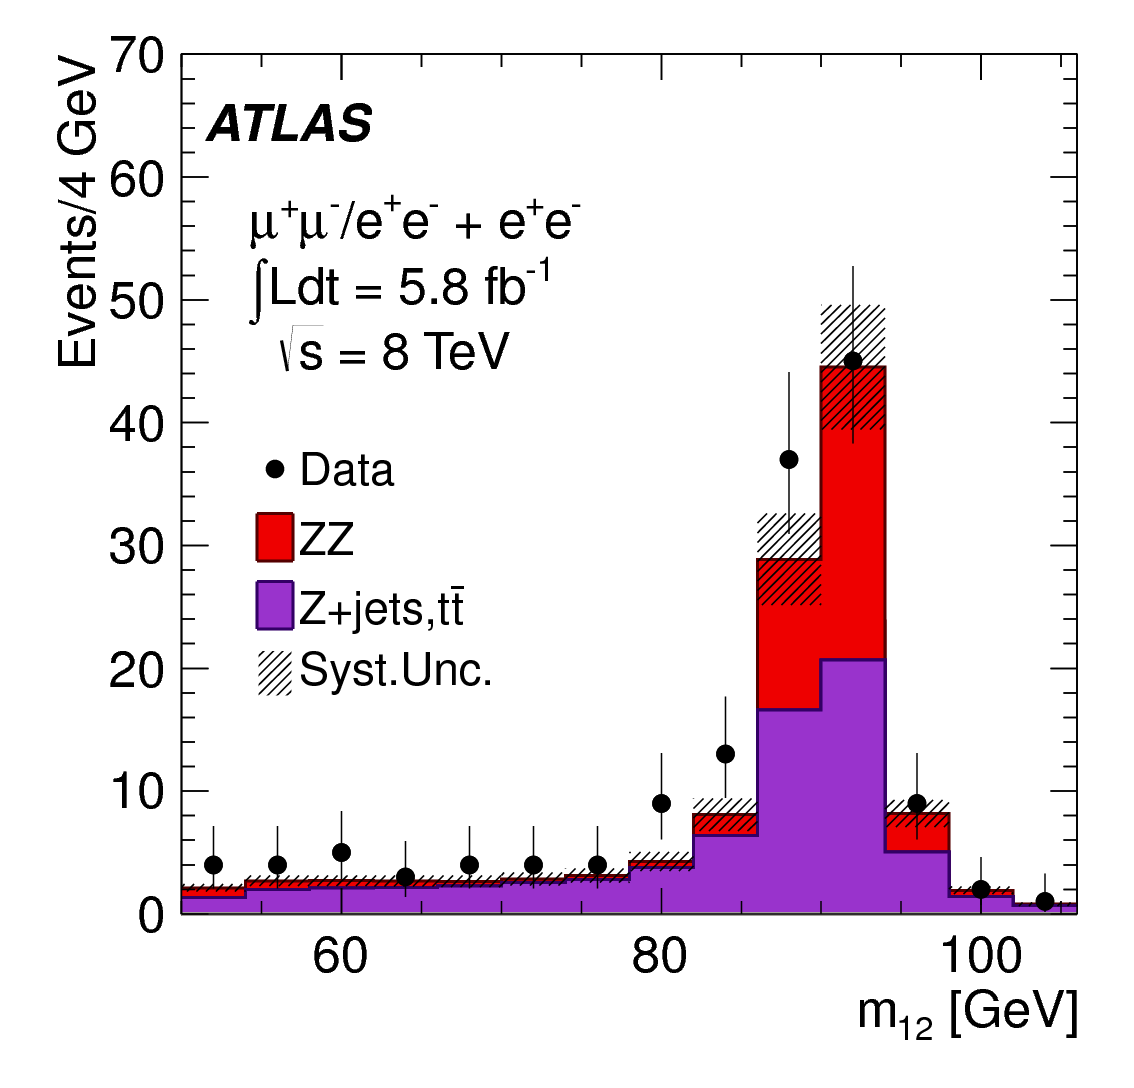 Events/4 GeV
70
60
50
40
30
20
10
0
ATLAS
μ⁺μ⁻/e⁺e⁻ + e⁺e⁻
∫Ldt = 5.8 fb⁻¹
√s = 8 TeV
Data
ZZ
Z+jets,tt̄
Syst.Unc.
60 80 100
m₁₂ [GeV]